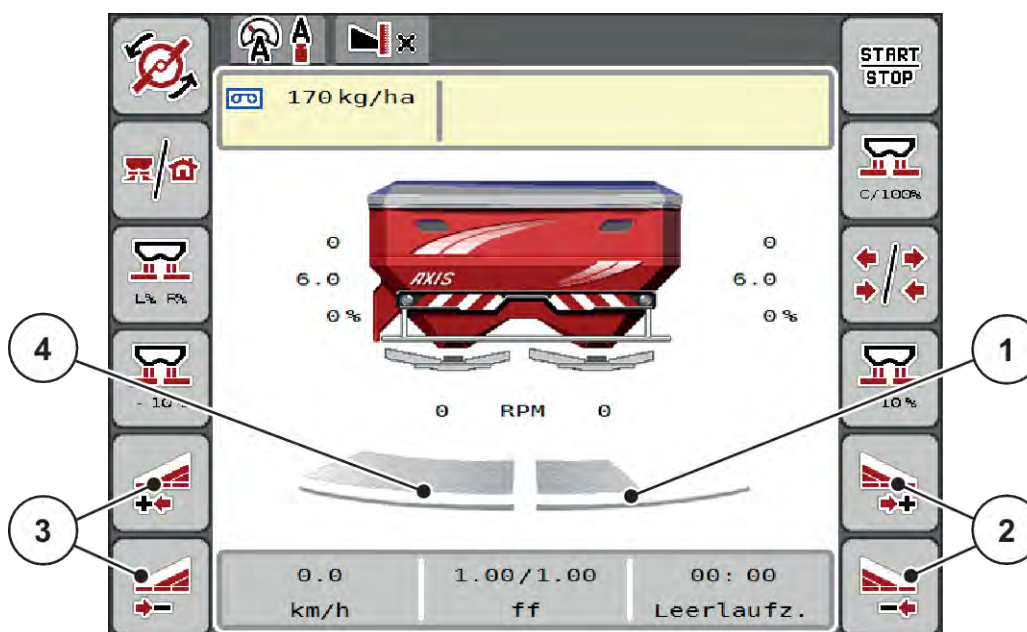 A A x
START
STOP
170 kg/ha
C/100%
AXIS
0 0
6.0 6.0
L% R%
0% 0%
4 1
- 10%
10%
0 RPM 0
3 2
0.0 1.00/1.00 00:00
km/h ff Leerlaufz.